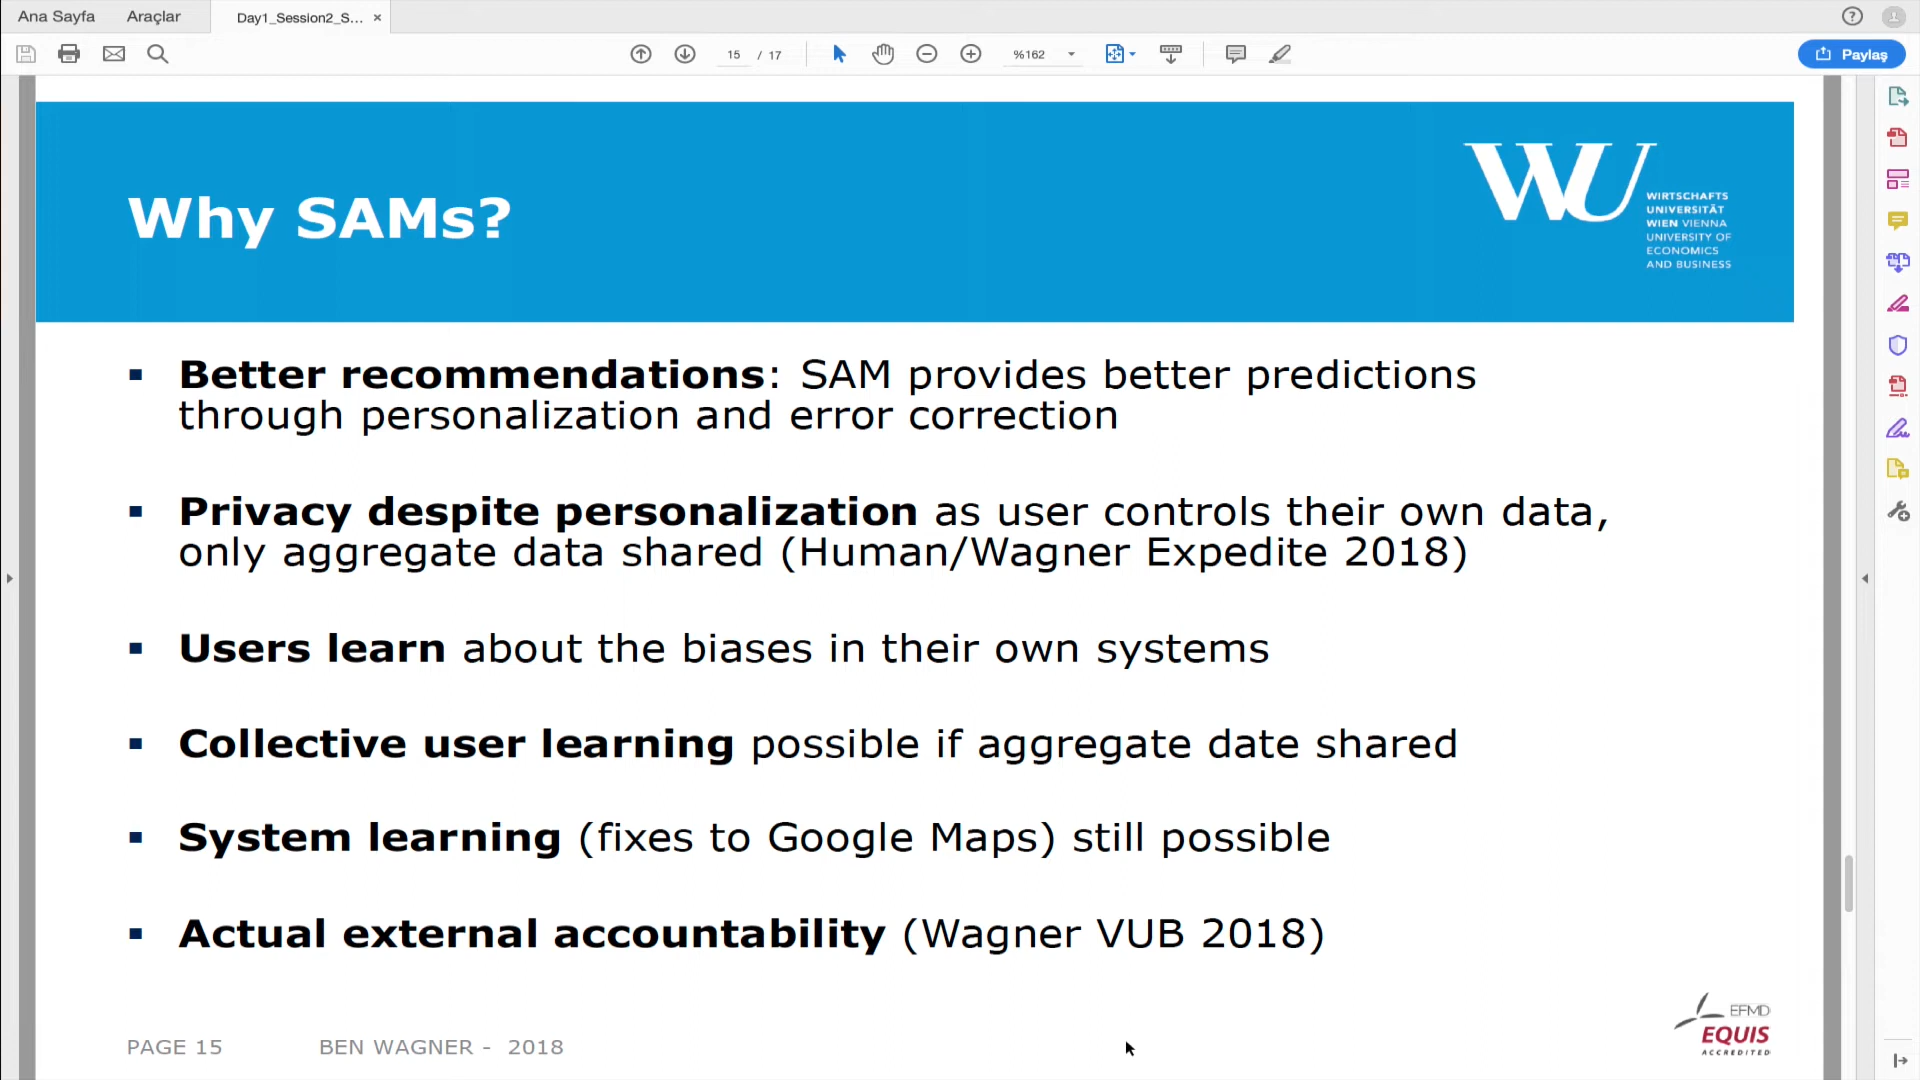 Ana Sayfa Araçlar Day1_Session2_S... ×
15 / 17 %162 Paylaş
Why SAMs?
WU
WIRTSCHAFTS
UNIVERSITÄT
WIEN VIENNA
UNIVERSITY OF
ECONOMICS
AND BUSINESS
▪ Better recommendations: SAM provides better predictions
through personalization and error correction
▪ Privacy despite personalization as user controls their own data,
only aggregate data shared (Human/Wagner Expedite 2018)
▪ Users learn about the biases in their own systems
▪ Collective user learning possible if aggregate date shared
▪ System learning (fixes to Google Maps) still possible
▪ Actual external accountability (Wagner VUB 2018)
PAGE 15 BEN WAGNER - 2018
EFMD
EQUIS
ACCREDITED